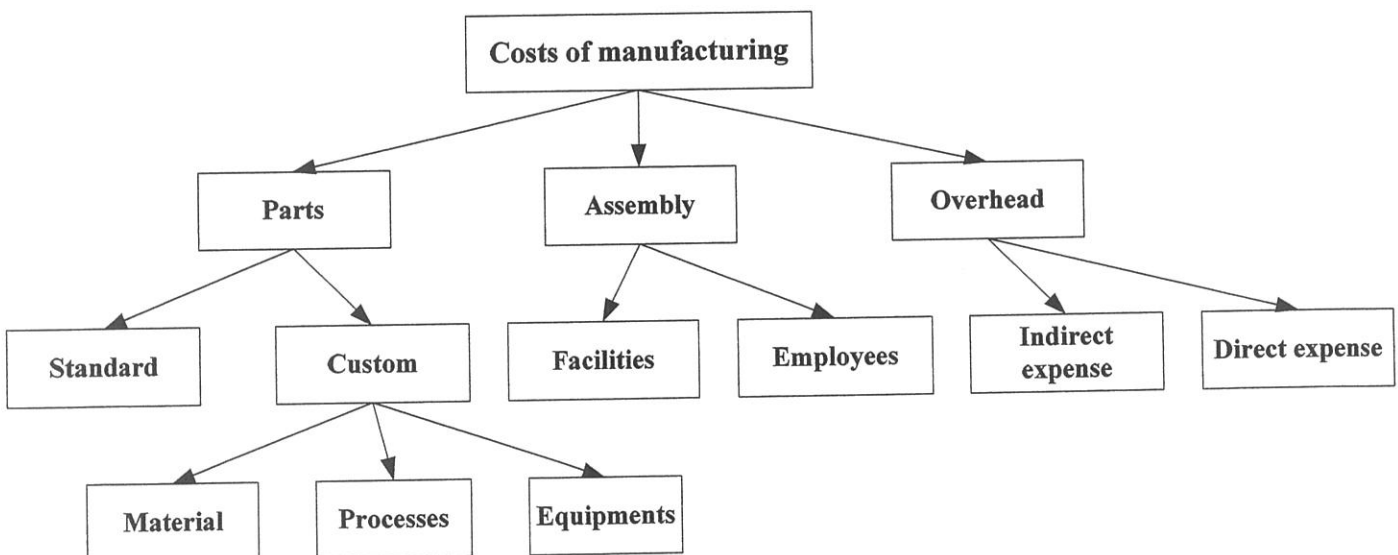 Costs of manufacturing
Parts
Assembly
Overhead
Standard
Custom
Facilities
Employees
Indirect
expense
Direct expense
Material
Processes
Equipments